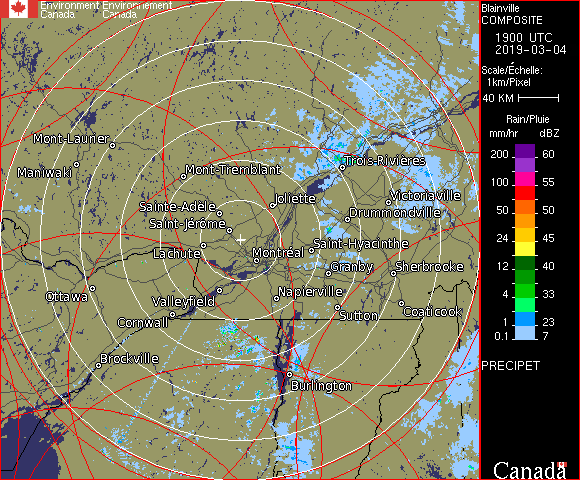 Environment Environnement
Canada Canada
Blainville
COMPOSITE
1900 UTC
2019-03-04
Scale/Échelle:
1km/Pixel
40 KM
Rain/Pluie
mm/hr dBZ
200 60
100 55
50 50
24 45
12 40
4 33
1 23
0.1 7
PRECIPET
Canada
Mont-Laurier
Maniwaki
Mont-Tremblant
Trois-Rivières
Joliette
Victoriaville
Sainte-Adèle
Drummondville
Saint-Jérôme
Lachute
Montréal
Saint-Hyacinthe
Granby
Sherbrooke
Ottawa
Valleyfield
Napierville
Cornwall
Sutton
Coaticook
Brockville
Burlington